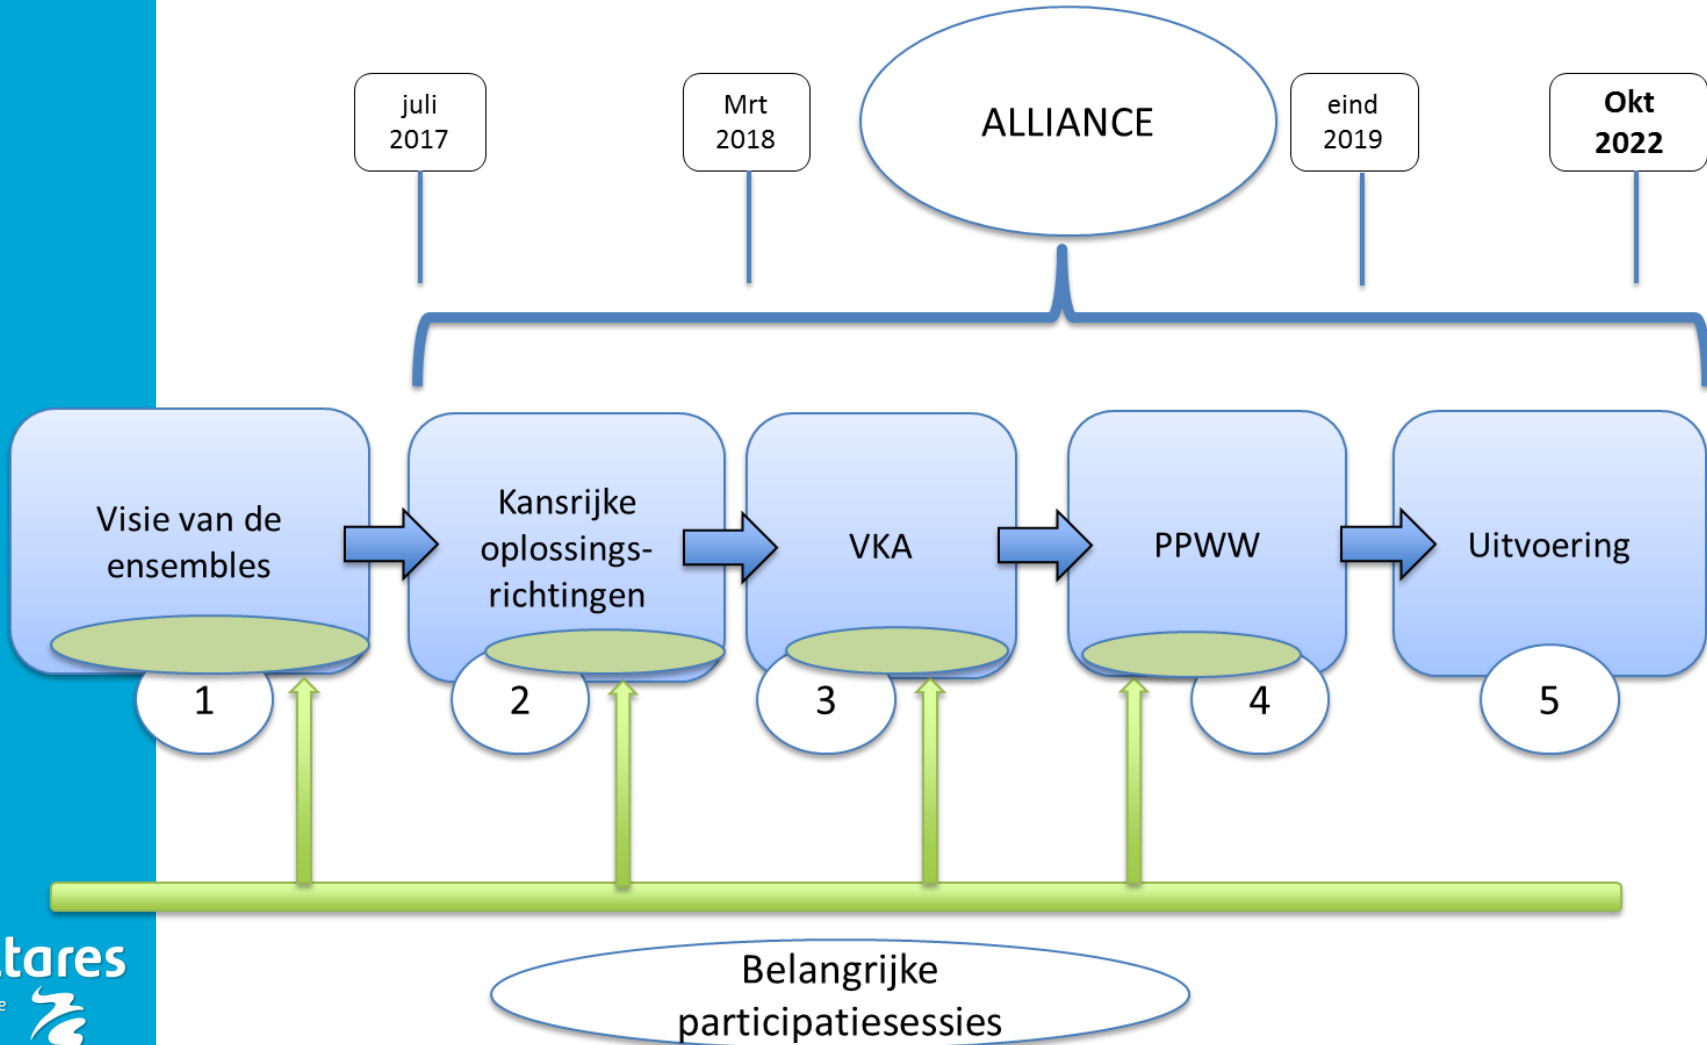 juli
2017
Mrt
2018
ALLIANCE
eind
2019
Okt
2022
Visie van de
ensembles
Kansrijke
oplossings-
richtingen
VKA
PPWW
Uitvoering
1
2
3
4
5
tares
e
Belangrijke
participatiesessies